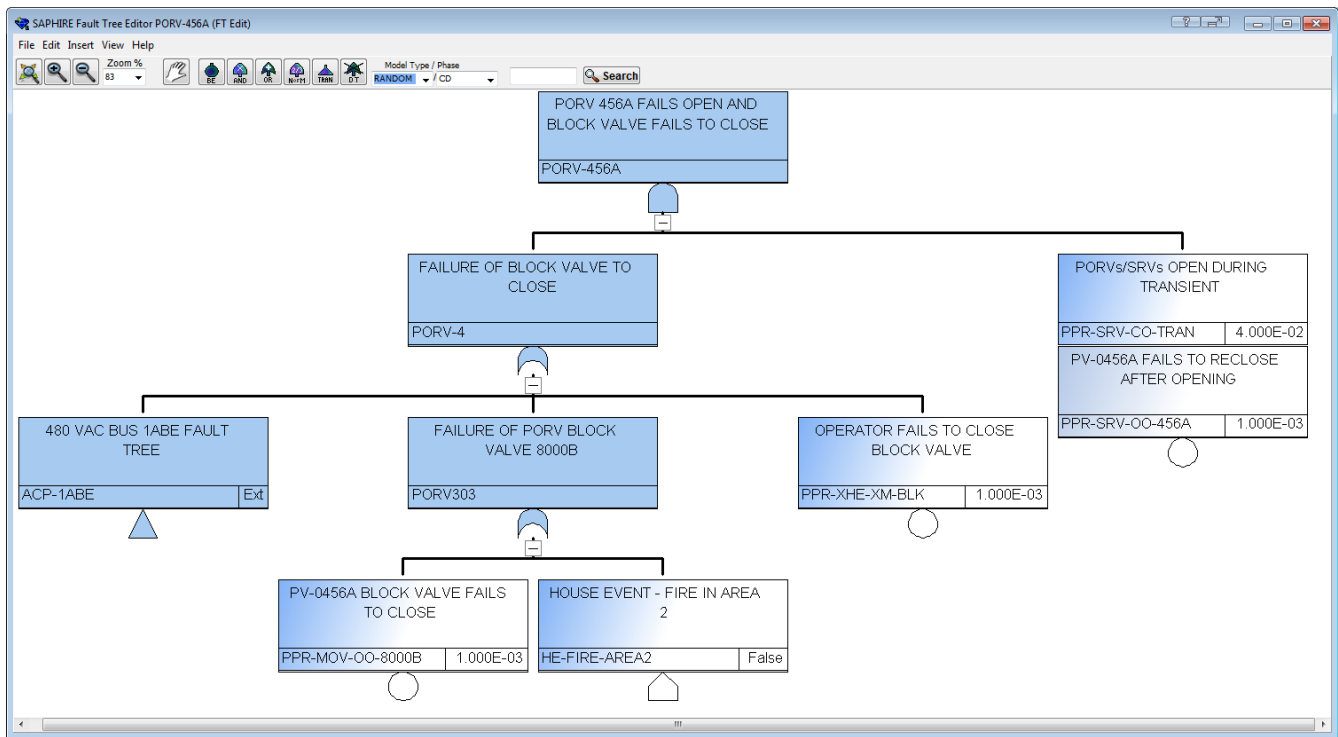 SAPHIRE Fault Tree Editor PORV-456A (FT Edit)
File Edit Insert View Help
Zoom %
83
BE
AND
OR
N or M
TRAN
DT
Model Type / Phase
RANDOM / CD
Search
PORV 456A FAILS OPEN AND
BLOCK VALVE FAILS TO CLOSE
PORV-456A
FAILURE OF BLOCK VALVE TO
CLOSE
PORV-4
PORVs/SRVs OPEN DURING
TRANSIENT
PPR-SRV-CO-TRAN 4.000E-02
PV-0456A FAILS TO RECLOSE
AFTER OPENING
PPR-SRV-OO-456A 1.000E-03
480 VAC BUS 1ABE FAULT
TREE
ACP-1ABE Ext
FAILURE OF PORV BLOCK
VALVE 8000B
PORV303
OPERATOR FAILS TO CLOSE
BLOCK VALVE
PPR-XHE-XM-BLK 1.000E-03
PV-0456A BLOCK VALVE FAILS
TO CLOSE
PPR-MOV-OO-8000B 1.000E-03
HOUSE EVENT - FIRE IN AREA
2
HE-FIRE-AREA2 False